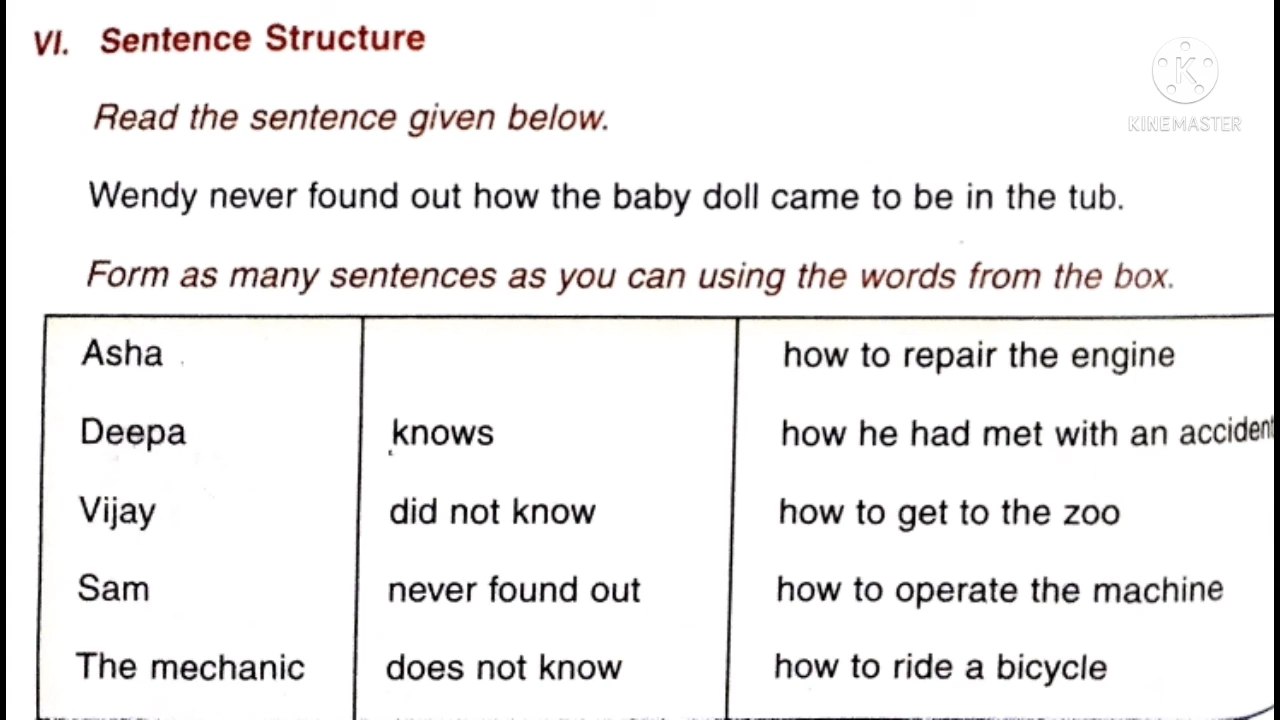 VI. Sentence Structure
KINEMASTER
Read the sentence given below.
Wendy never found out how the baby doll came to be in the tub.
Form as many sentences as you can using the words from the box.
Asha how to repair the engine
Deepa knows how he had met with an accident
Vijay did not know how to get to the zoo
Sam never found out how to operate the machine
The mechanic does not know how to ride a bicycle